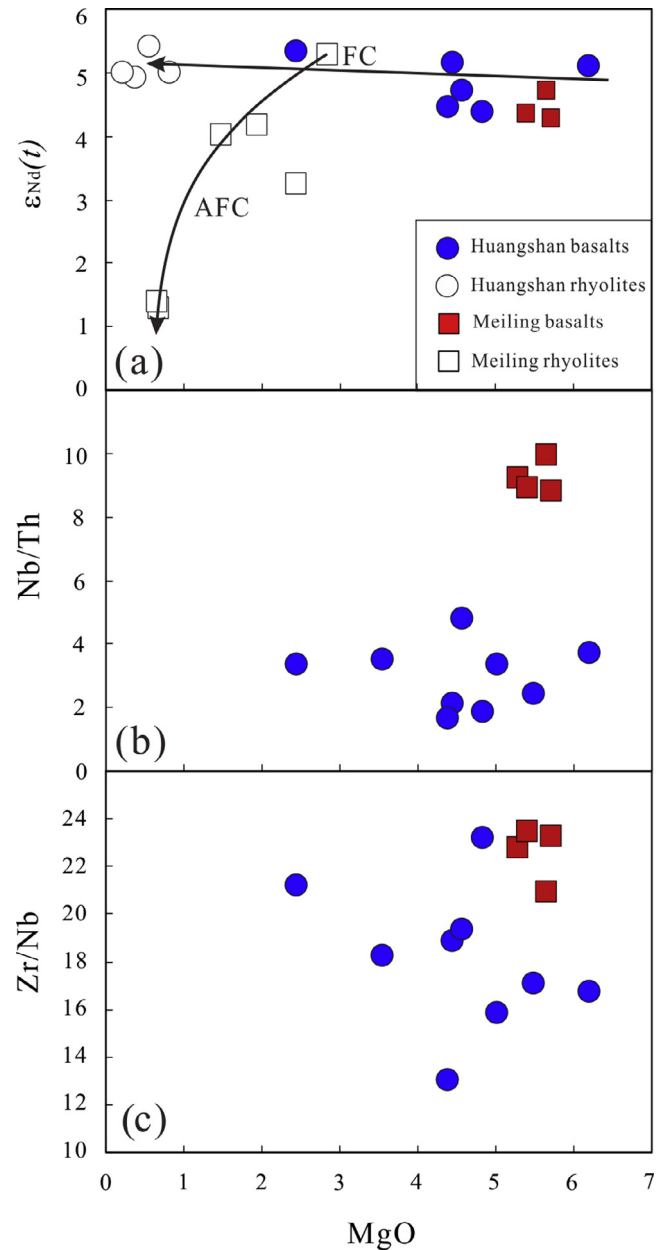 6
5
4
3
2
1
0
εNd(t)
FC
AFC
Huangshan basalts
Huangshan rhyolites
Meiling basalts
Meiling rhyolites
(a)
10
8
6
4
2
0
Nb/Th
(b)
24
22
20
18
16
14
12
10
Zr/Nb
(c)
0 1 2 3 4 5 6 7
MgO